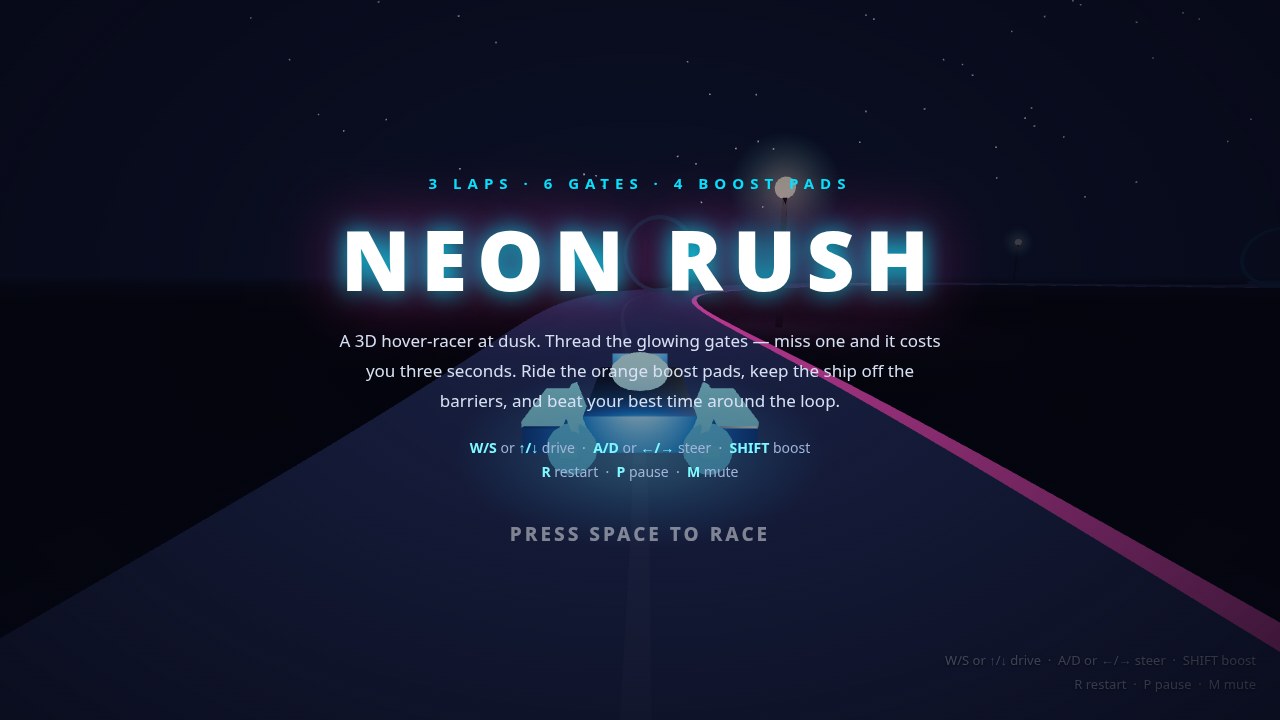 3 LAPS · 6 GATES · 4 BOOST PADS
NEON RUSH
A 3D hover-racer at dusk. Thread the glowing gates — miss one and it costs
you three seconds. Ride the orange boost pads, keep the ship off the
barriers, and beat your best time around the loop.
W/S or ↑/↓ drive · A/D or ←/→ steer · SHIFT boost
R restart · P pause · M mute
PRESS SPACE TO RACE
W/S or ↑/↓ drive · A/D or ←/→ steer · SHIFT boost
R restart · P pause · M mute